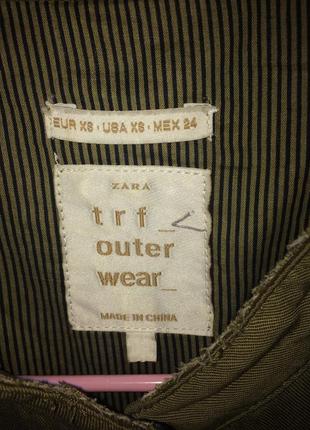 EUR XS · USA XS · MEX 24
ZARA
trf_
outer
wear_
MADE IN CHINA